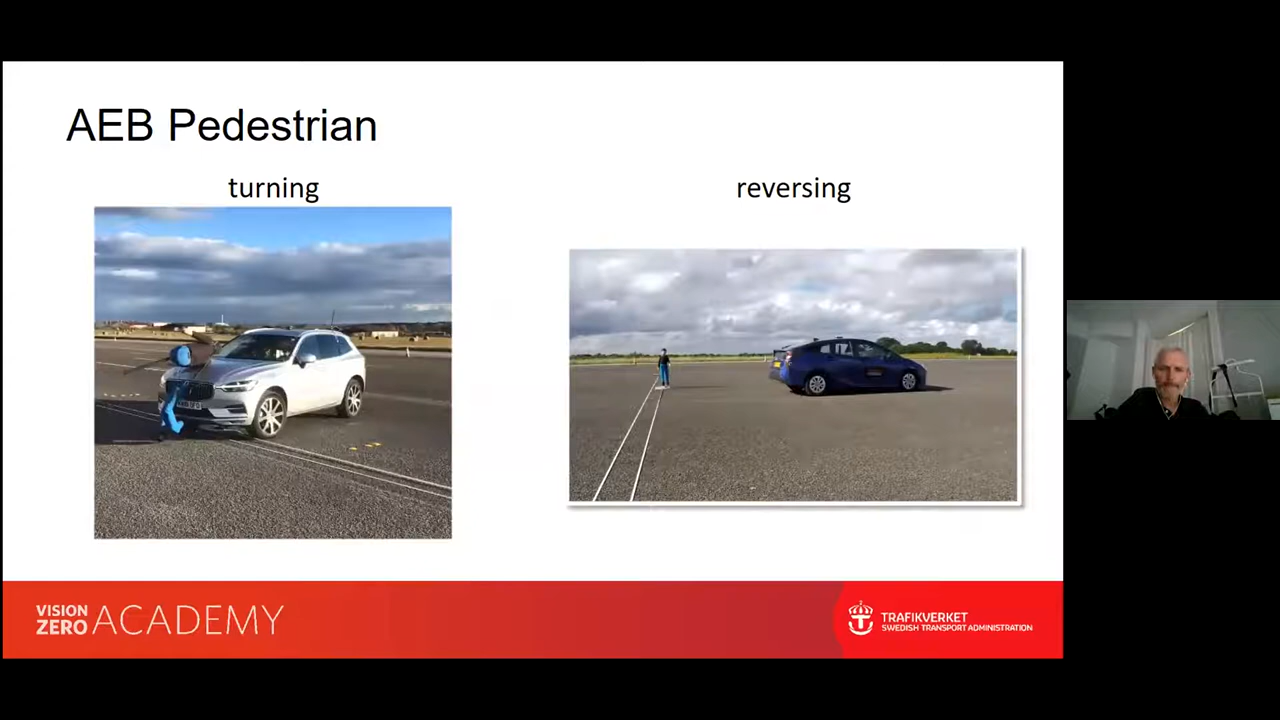 AEB Pedestrian
turning
reversing
VISION
ZERO ACADEMY
TRAFIKVERKET
SWEDISH TRANSPORT ADMINISTRATION